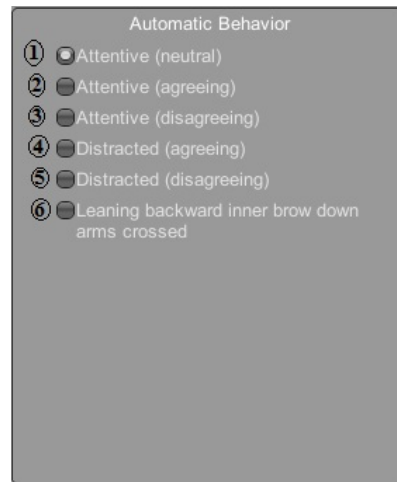 Automatic Behavior
1 Attentive (neutral)
2 Attentive (agreeing)
3 Attentive (disagreeing)
4 Distracted (agreeing)
5 Distracted (disagreeing)
6 Leaning backward inner brow down
arms crossed